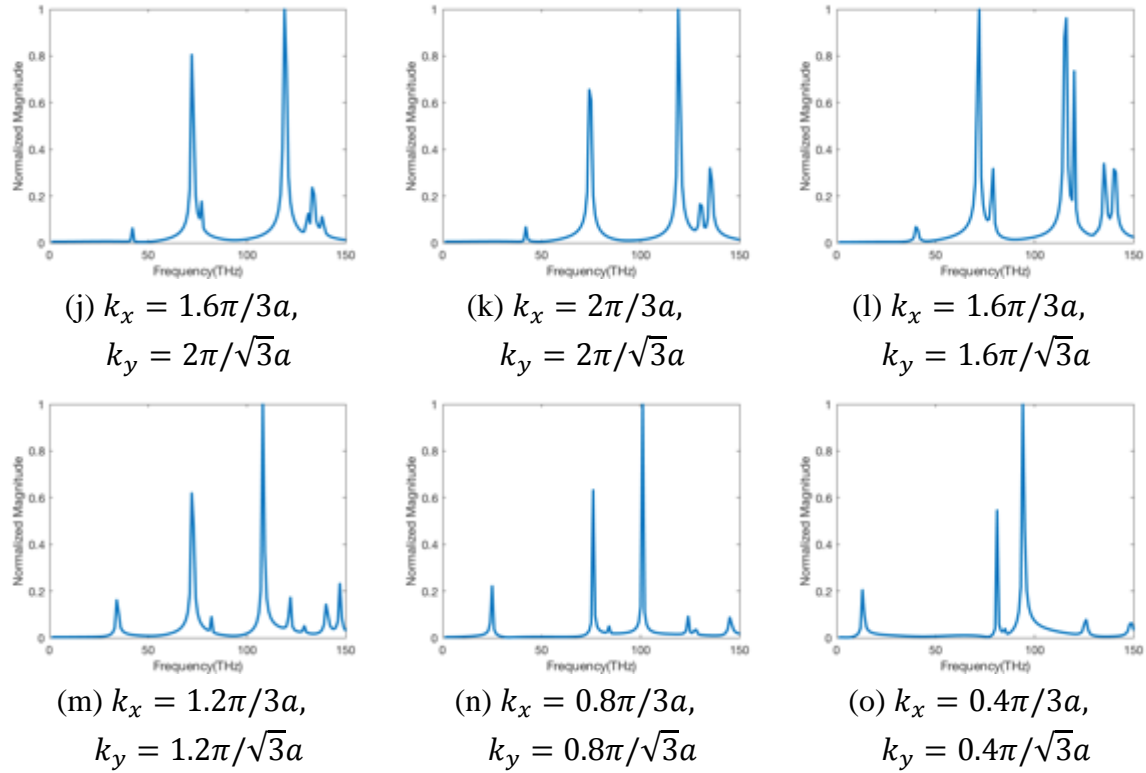 Normalized Magnitude
1
0.8
0.6
0.4
0.2
0
0 50 100 150
Frequency(THz)
(j) kₓ = 1.6π/3a,
k_y = 2π/√3a
Normalized Magnitude
1
0.8
0.6
0.4
0.2
0
0 50 100 150
Frequency(THz)
(k) kₓ = 2π/3a,
k_y = 2π/√3a
Normalized Magnitude
1
0.8
0.6
0.4
0.2
0
0 50 100 150
Frequency(THz)
(l) kₓ = 1.6π/3a,
k_y = 1.6π/√3a
Normalized Magnitude
1
0.8
0.6
0.4
0.2
0
0 50 100 150
Frequency(THz)
(m) kₓ = 1.2π/3a,
k_y = 1.2π/√3a
Normalized Magnitude
1
0.8
0.6
0.4
0.2
0
0 50 100 150
Frequency(THz)
(n) kₓ = 0.8π/3a,
k_y = 0.8π/√3a
Normalized Magnitude
1
0.8
0.6
0.4
0.2
0
0 50 100 150
Frequency(THz)
(o) kₓ = 0.4π/3a,
k_y = 0.4π/√3a